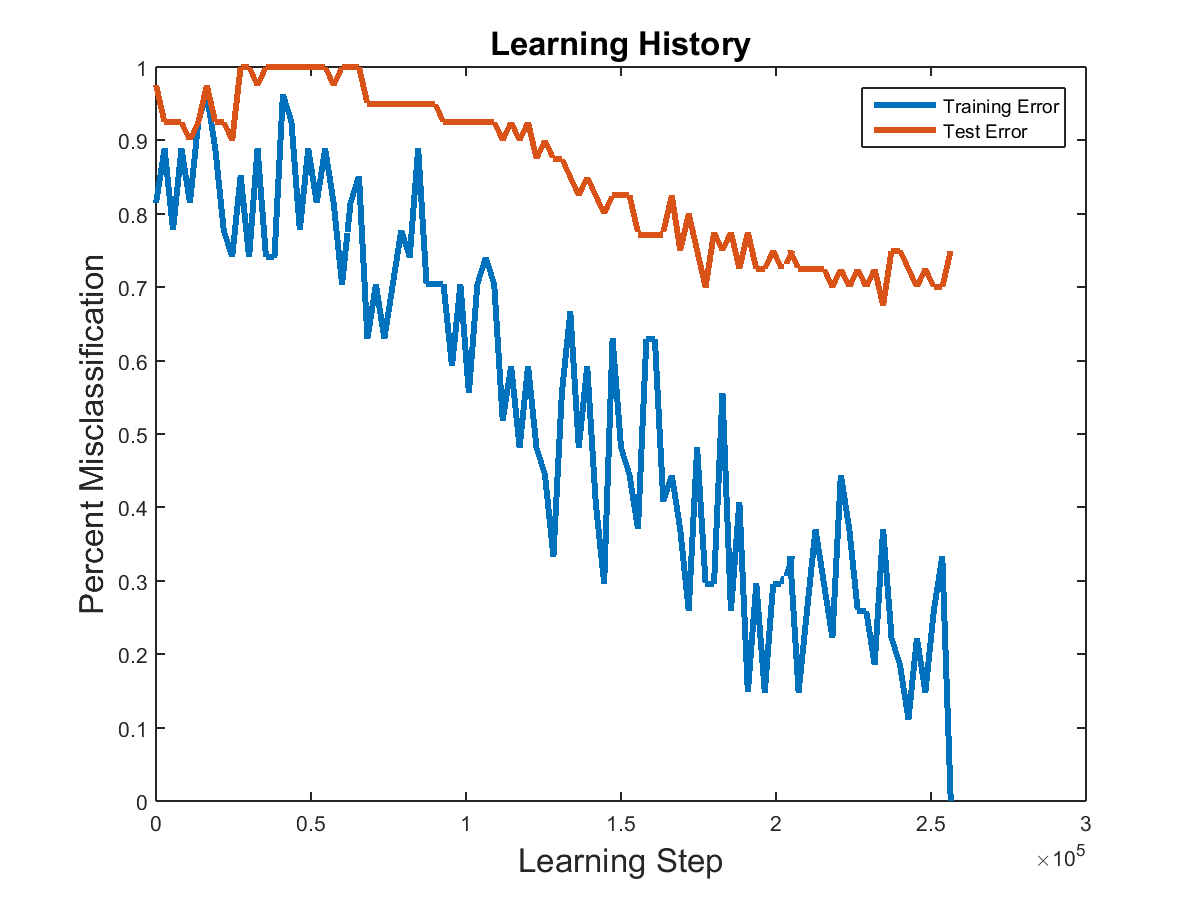 Learning History
Training Error
Test Error
Percent Misclassification
1
0.9
0.8
0.7
0.6
0.5
0.4
0.3
0.2
0.1
0
0 0.5 1 1.5 2 2.5 3
×10⁵
Learning Step